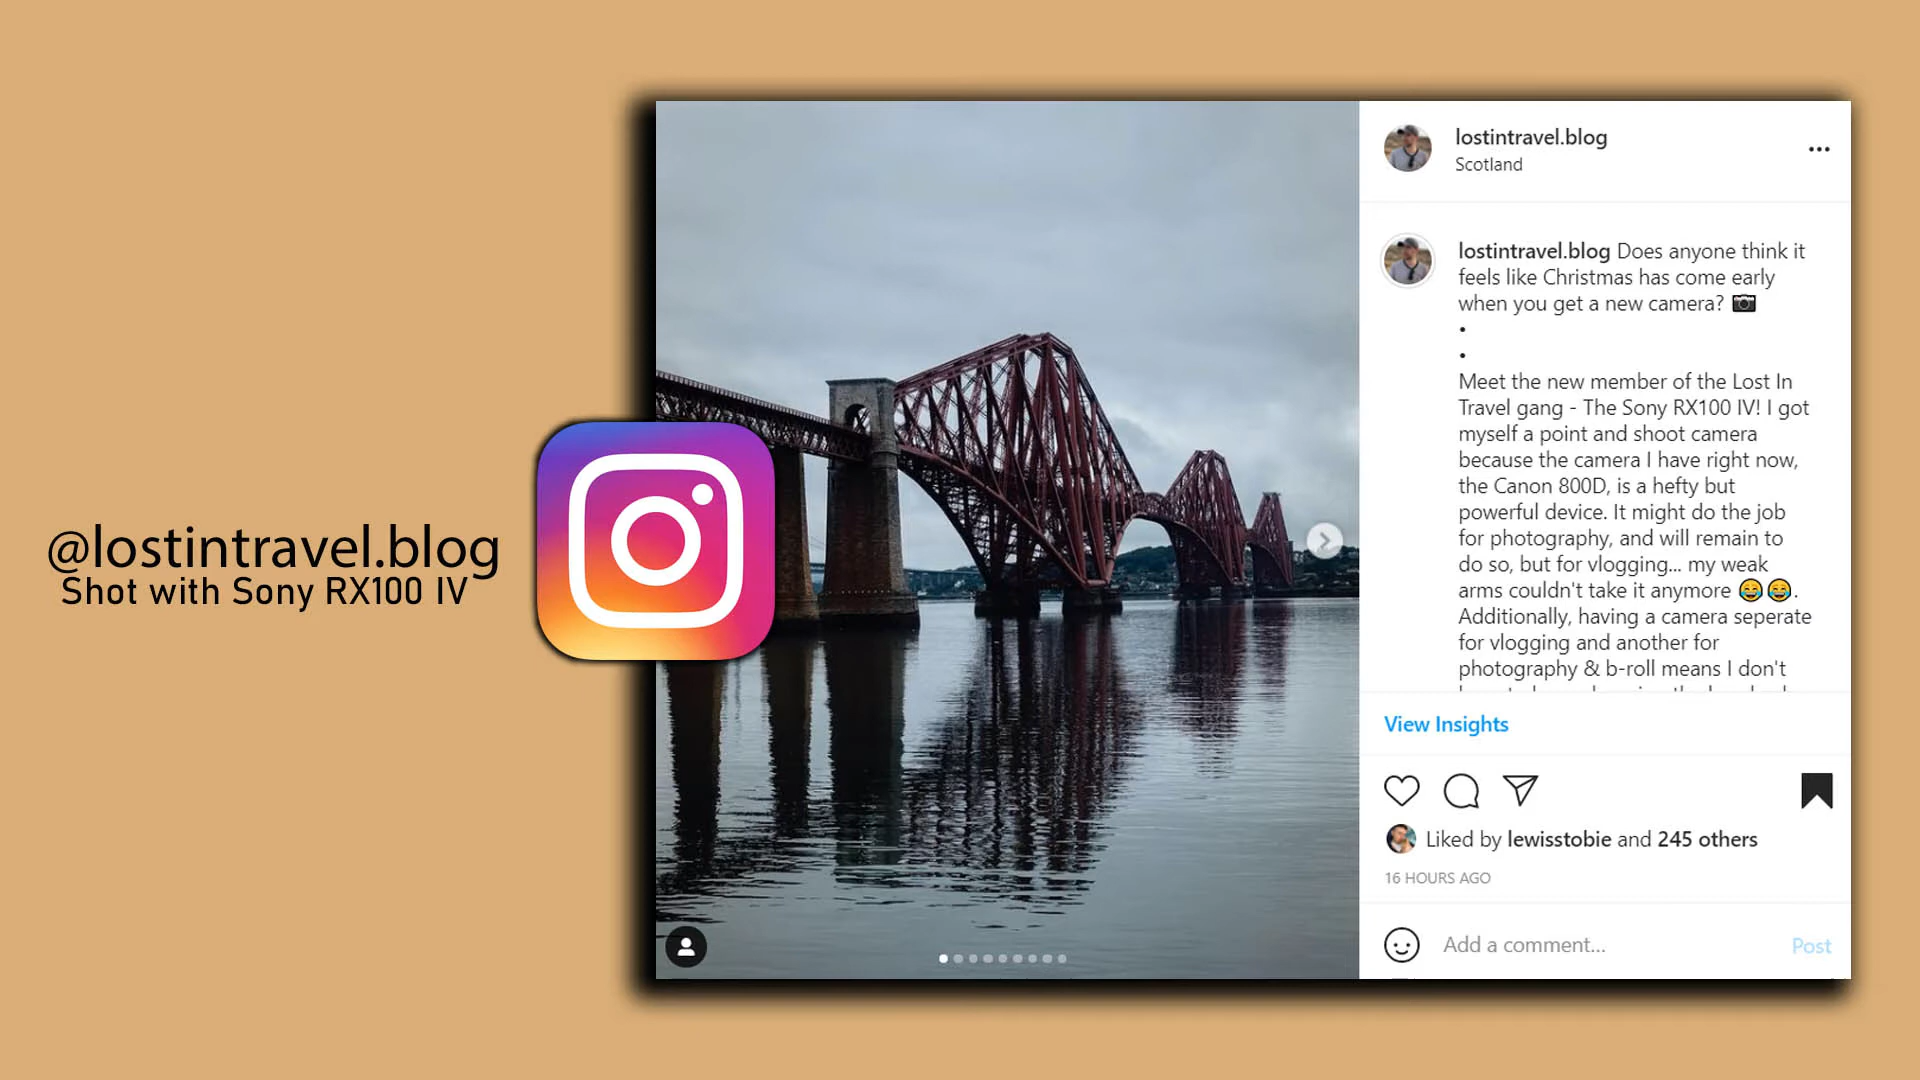 @lostintravel.blog
Shot with Sony RX100 IV
lostintravel.blog
Scotland
lostintravel.blog Does anyone think it
feels like Christmas has come early
when you get a new camera? 📷
•
•
Meet the new member of the Lost In
Travel gang - The Sony RX100 IV! I got
myself a point and shoot camera
because the camera I have right now,
the Canon 800D, is a hefty but
powerful device. It might do the job
for photography, and will remain to
do so, but for vlogging... my weak
arms couldn't take it anymore 😂😂.
Additionally, having a camera seperate
for vlogging and another for
photography & b-roll means I don't
View Insights
Liked by lewisstobie and 245 others
16 HOURS AGO
Add a comment...
Post